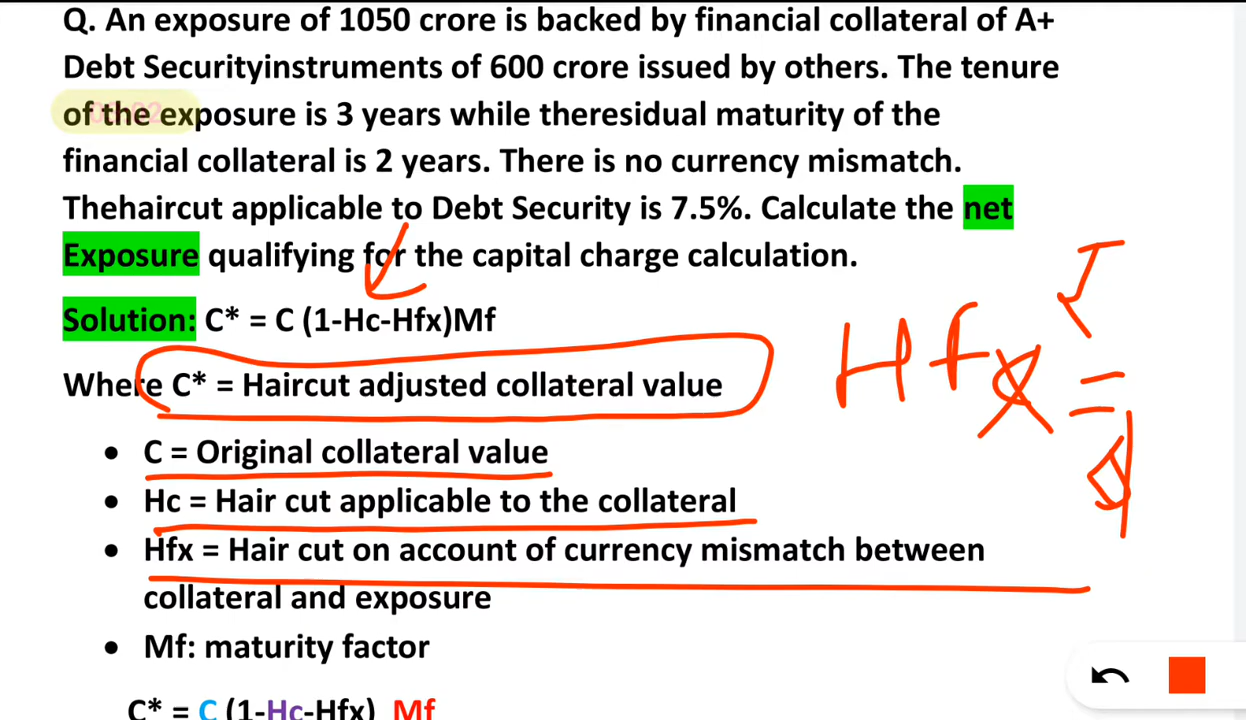 Q. An exposure of 1050 crore is backed by financial collateral of A+
Debt Securityinstruments of 600 crore issued by others. The tenure
of the exposure is 3 years while theresidual maturity of the
financial collateral is 2 years. There is no currency mismatch.
Thehaircut applicable to Debt Security is 7.5%. Calculate the net
Exposure qualifying for the capital charge calculation.
Solution: C* = C (1-Hc-Hfx)Mf
Hfx =
Where C* = Haircut adjusted collateral value
• C = Original collateral value
• Hc = Hair cut applicable to the collateral
• Hfx = Hair cut on account of currency mismatch between
collateral and exposure
• Mf: maturity factor
C* = C (1-Hc-Hfx) Mf